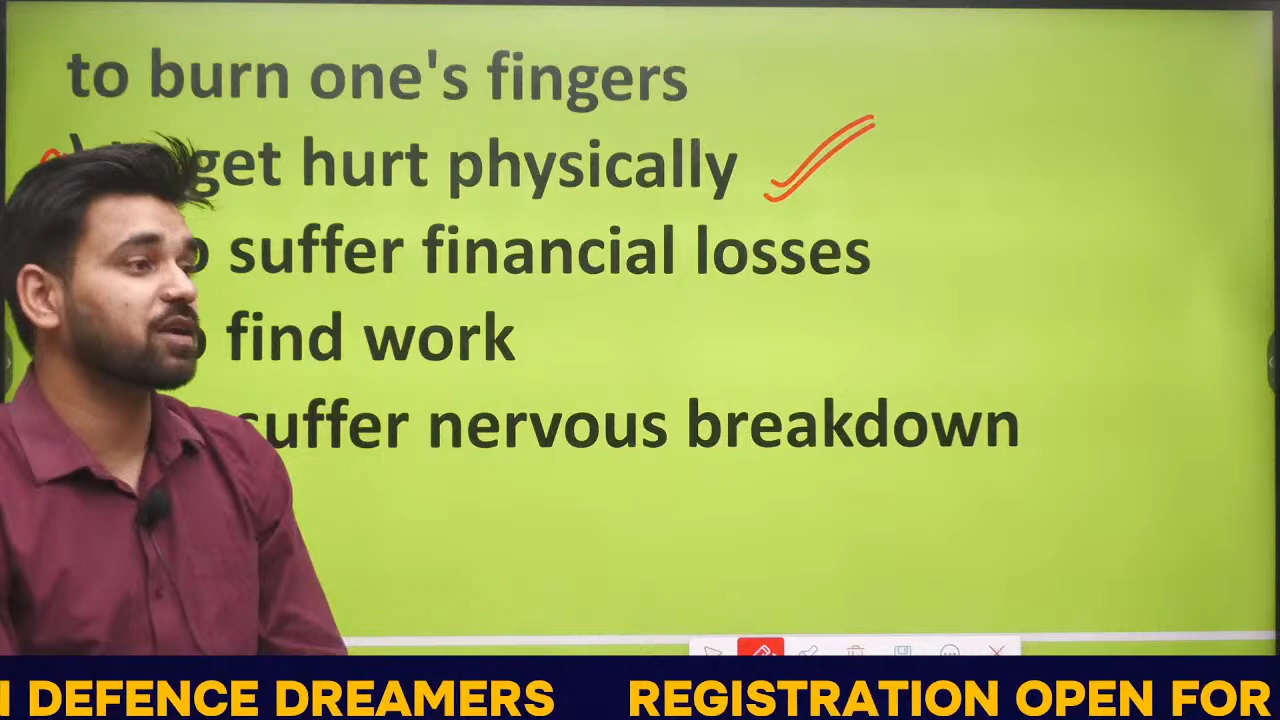 to burn one's fingers
get hurt physically
suffer financial losses
find work
suffer nervous breakdown
DEFENCE DREAMERS REGISTRATION OPEN FOR